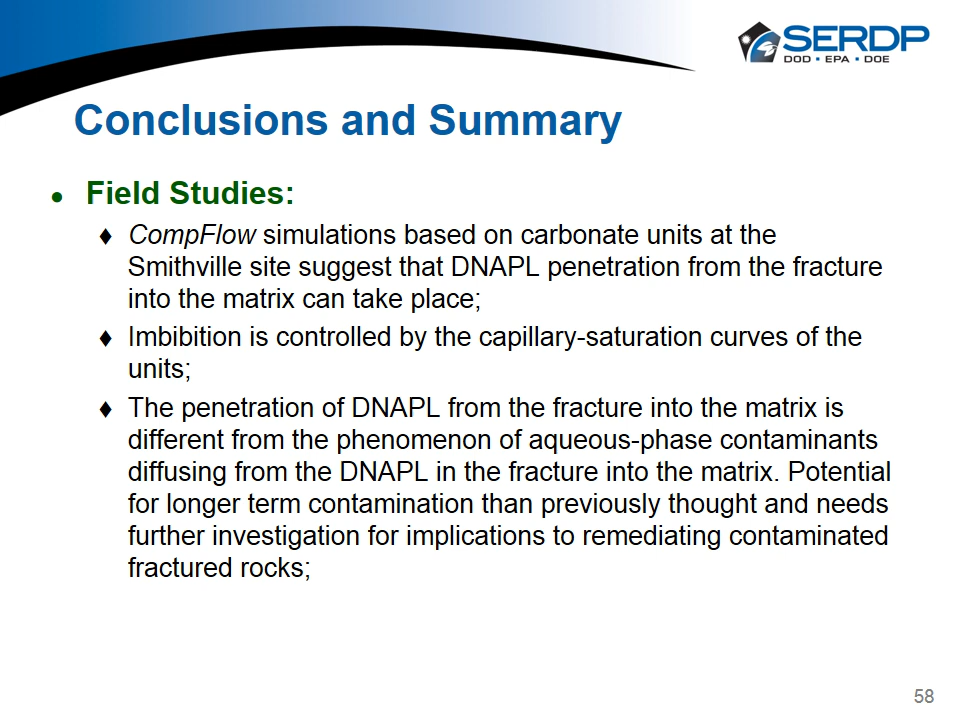 SERDP
DOD • EPA • DOE
Conclusions and Summary
• Field Studies:
♦ CompFlow simulations based on carbonate units at the
Smithville site suggest that DNAPL penetration from the fracture
into the matrix can take place;
♦ Imbibition is controlled by the capillary-saturation curves of the
units;
♦ The penetration of DNAPL from the fracture into the matrix is
different from the phenomenon of aqueous-phase contaminants
diffusing from the DNAPL in the fracture into the matrix. Potential
for longer term contamination than previously thought and needs
further investigation for implications to remediating contaminated
fractured rocks;
58